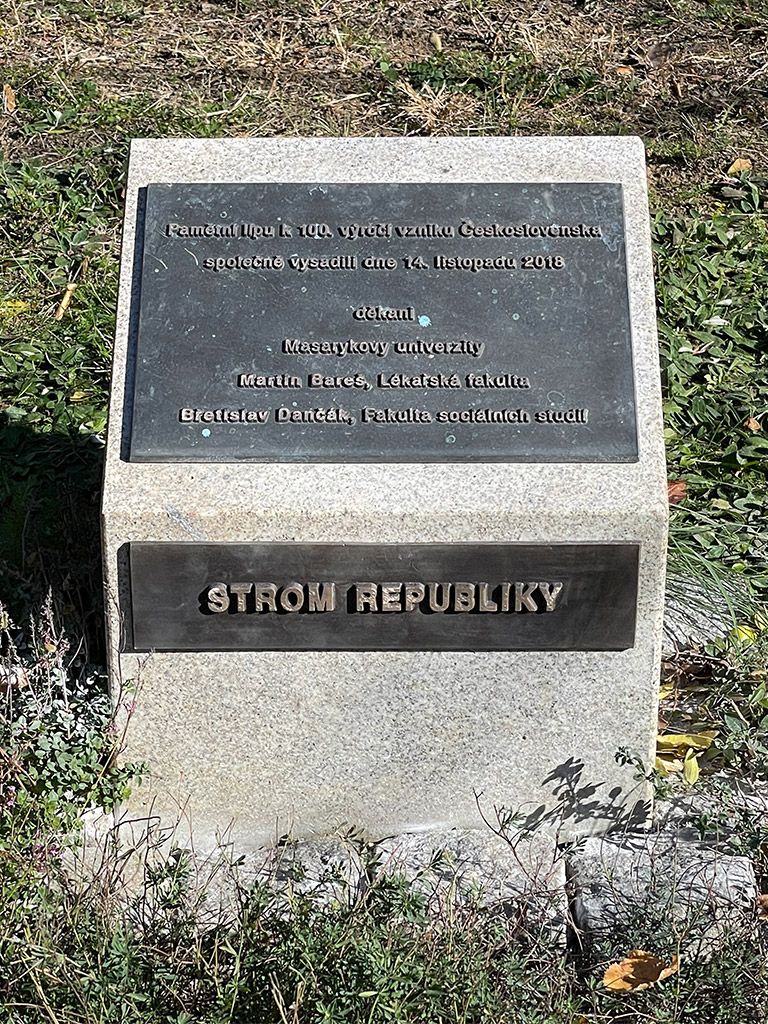 Pamětní lípu k 100. výročí vzniku Československa
společně vysadili dne 14. listopadu 2018
děkani
Masarykovy univerzity
Martin Bareš, Lékařská fakulta
Břetislav Dančák, Fakulta sociálních studií
STROM REPUBLIKY